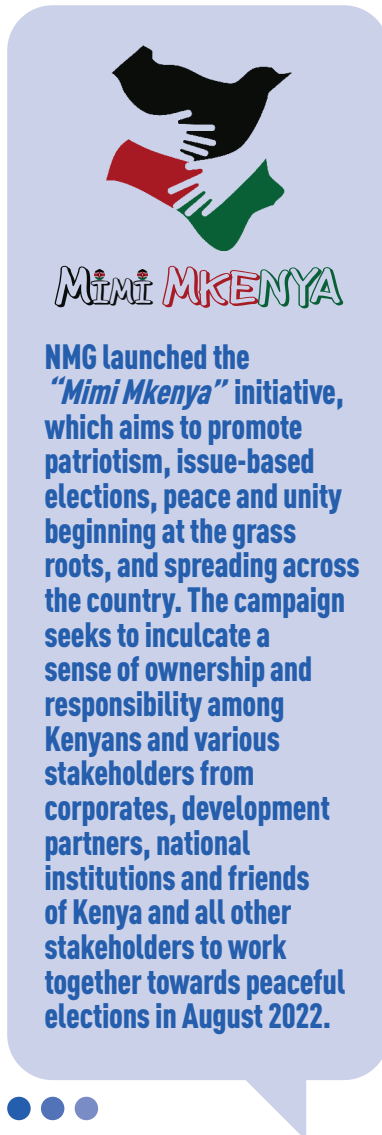 MiMi MKENYA
NMG launched the
“Mimi Mkenya” initiative,
which aims to promote
patriotism, issue-based
elections, peace and unity
beginning at the grass
roots, and spreading across
the country. The campaign
seeks to inculcate a
sense of ownership and
responsibility among
Kenyans and various
stakeholders from
corporates, development
partners, national
institutions and friends
of Kenya and all other
stakeholders to work
together towards peaceful
elections in August 2022.